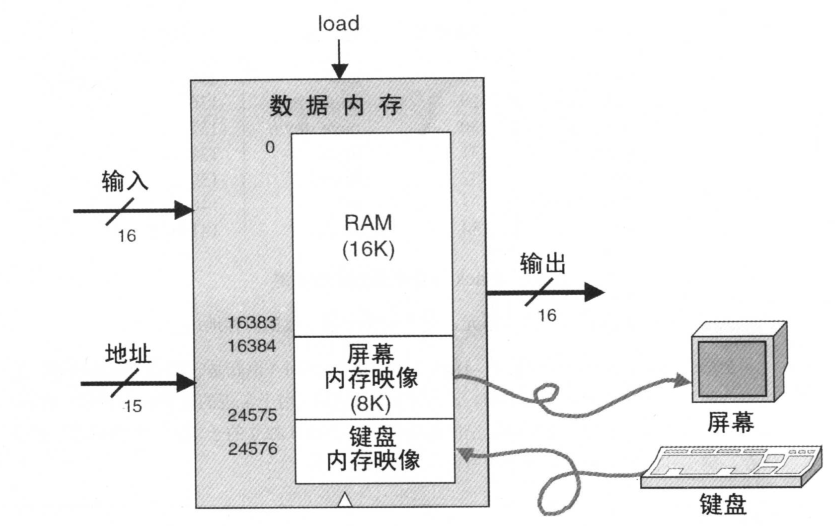 load
数据内存
0
输入
16
RAM
(16K)
输出
16
16383
16384
地址
15
屏幕
内存映像
(8K)
24575
24576
键盘
内存映像
屏幕
键盘